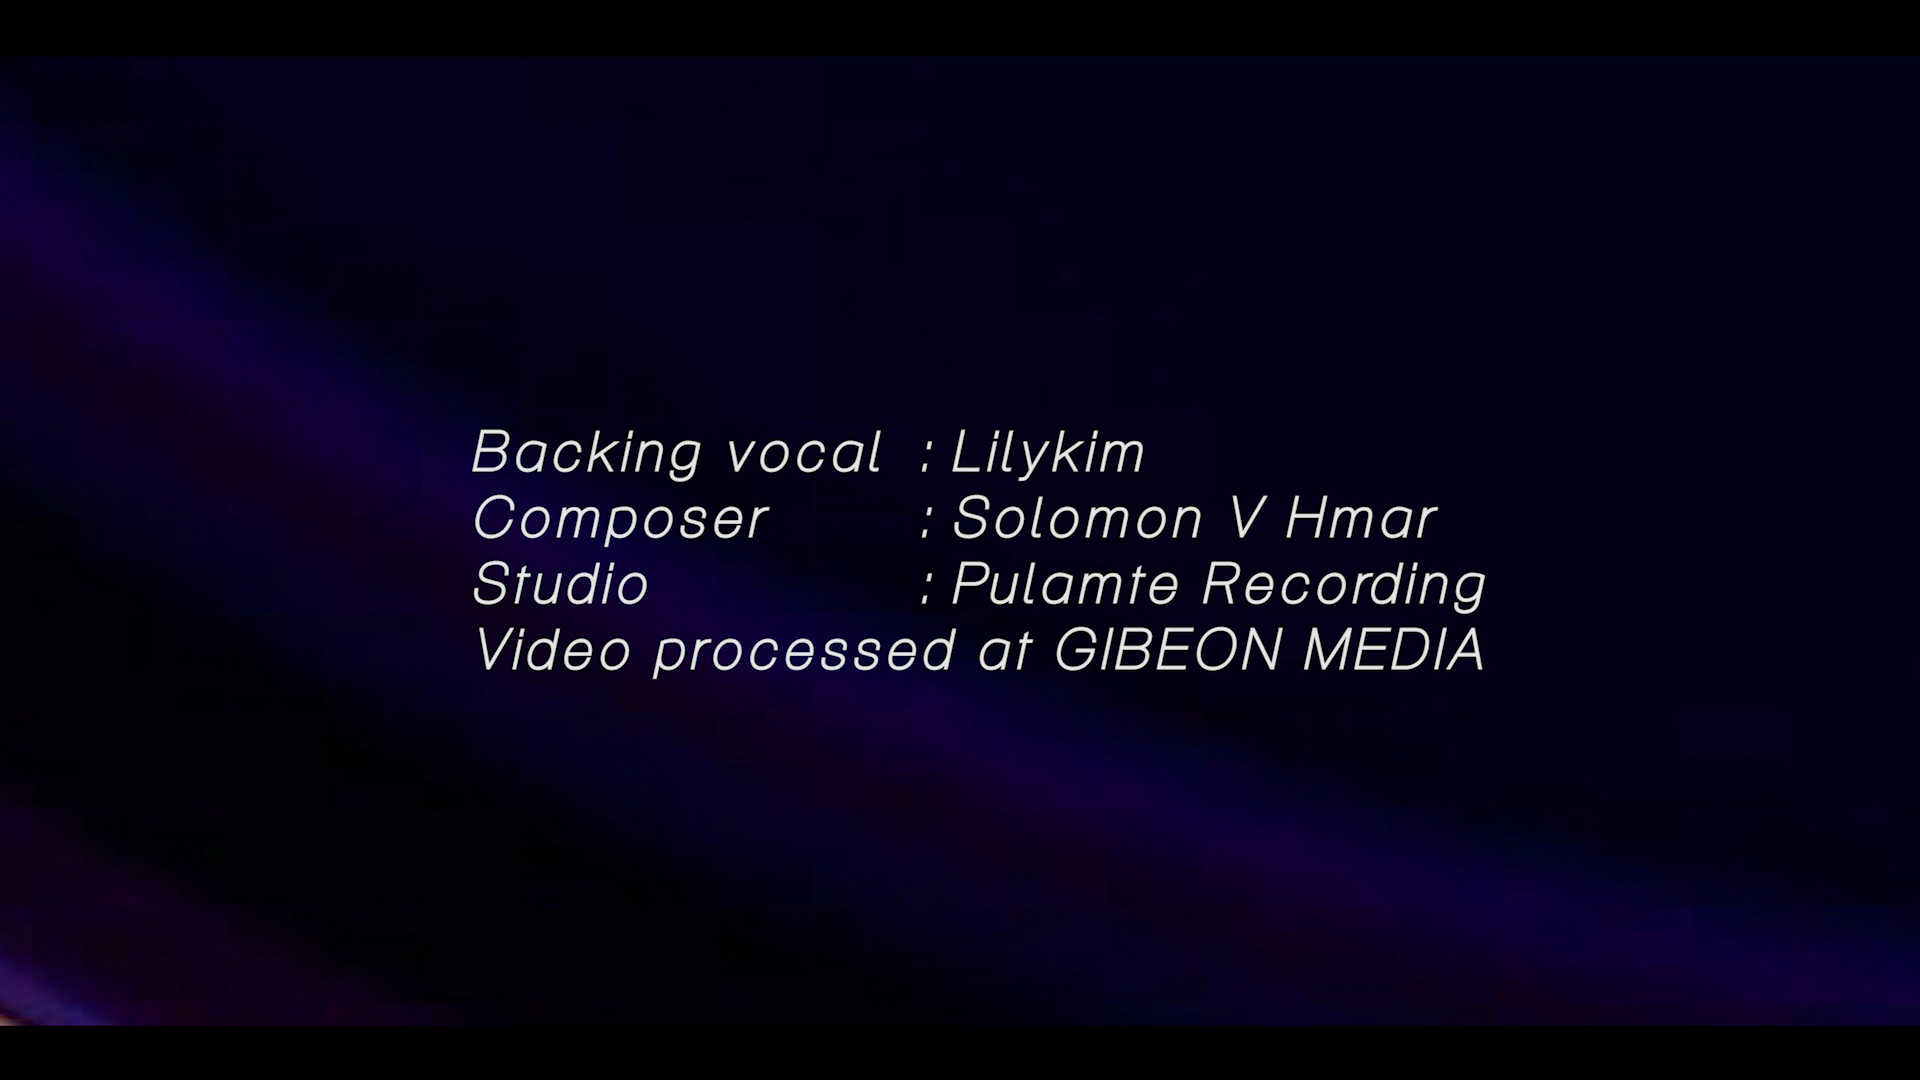 Backing vocal : Lilykim
Composer : Solomon V Hmar
Studio : Pulamte Recording
Video processed at GIBEON MEDIA